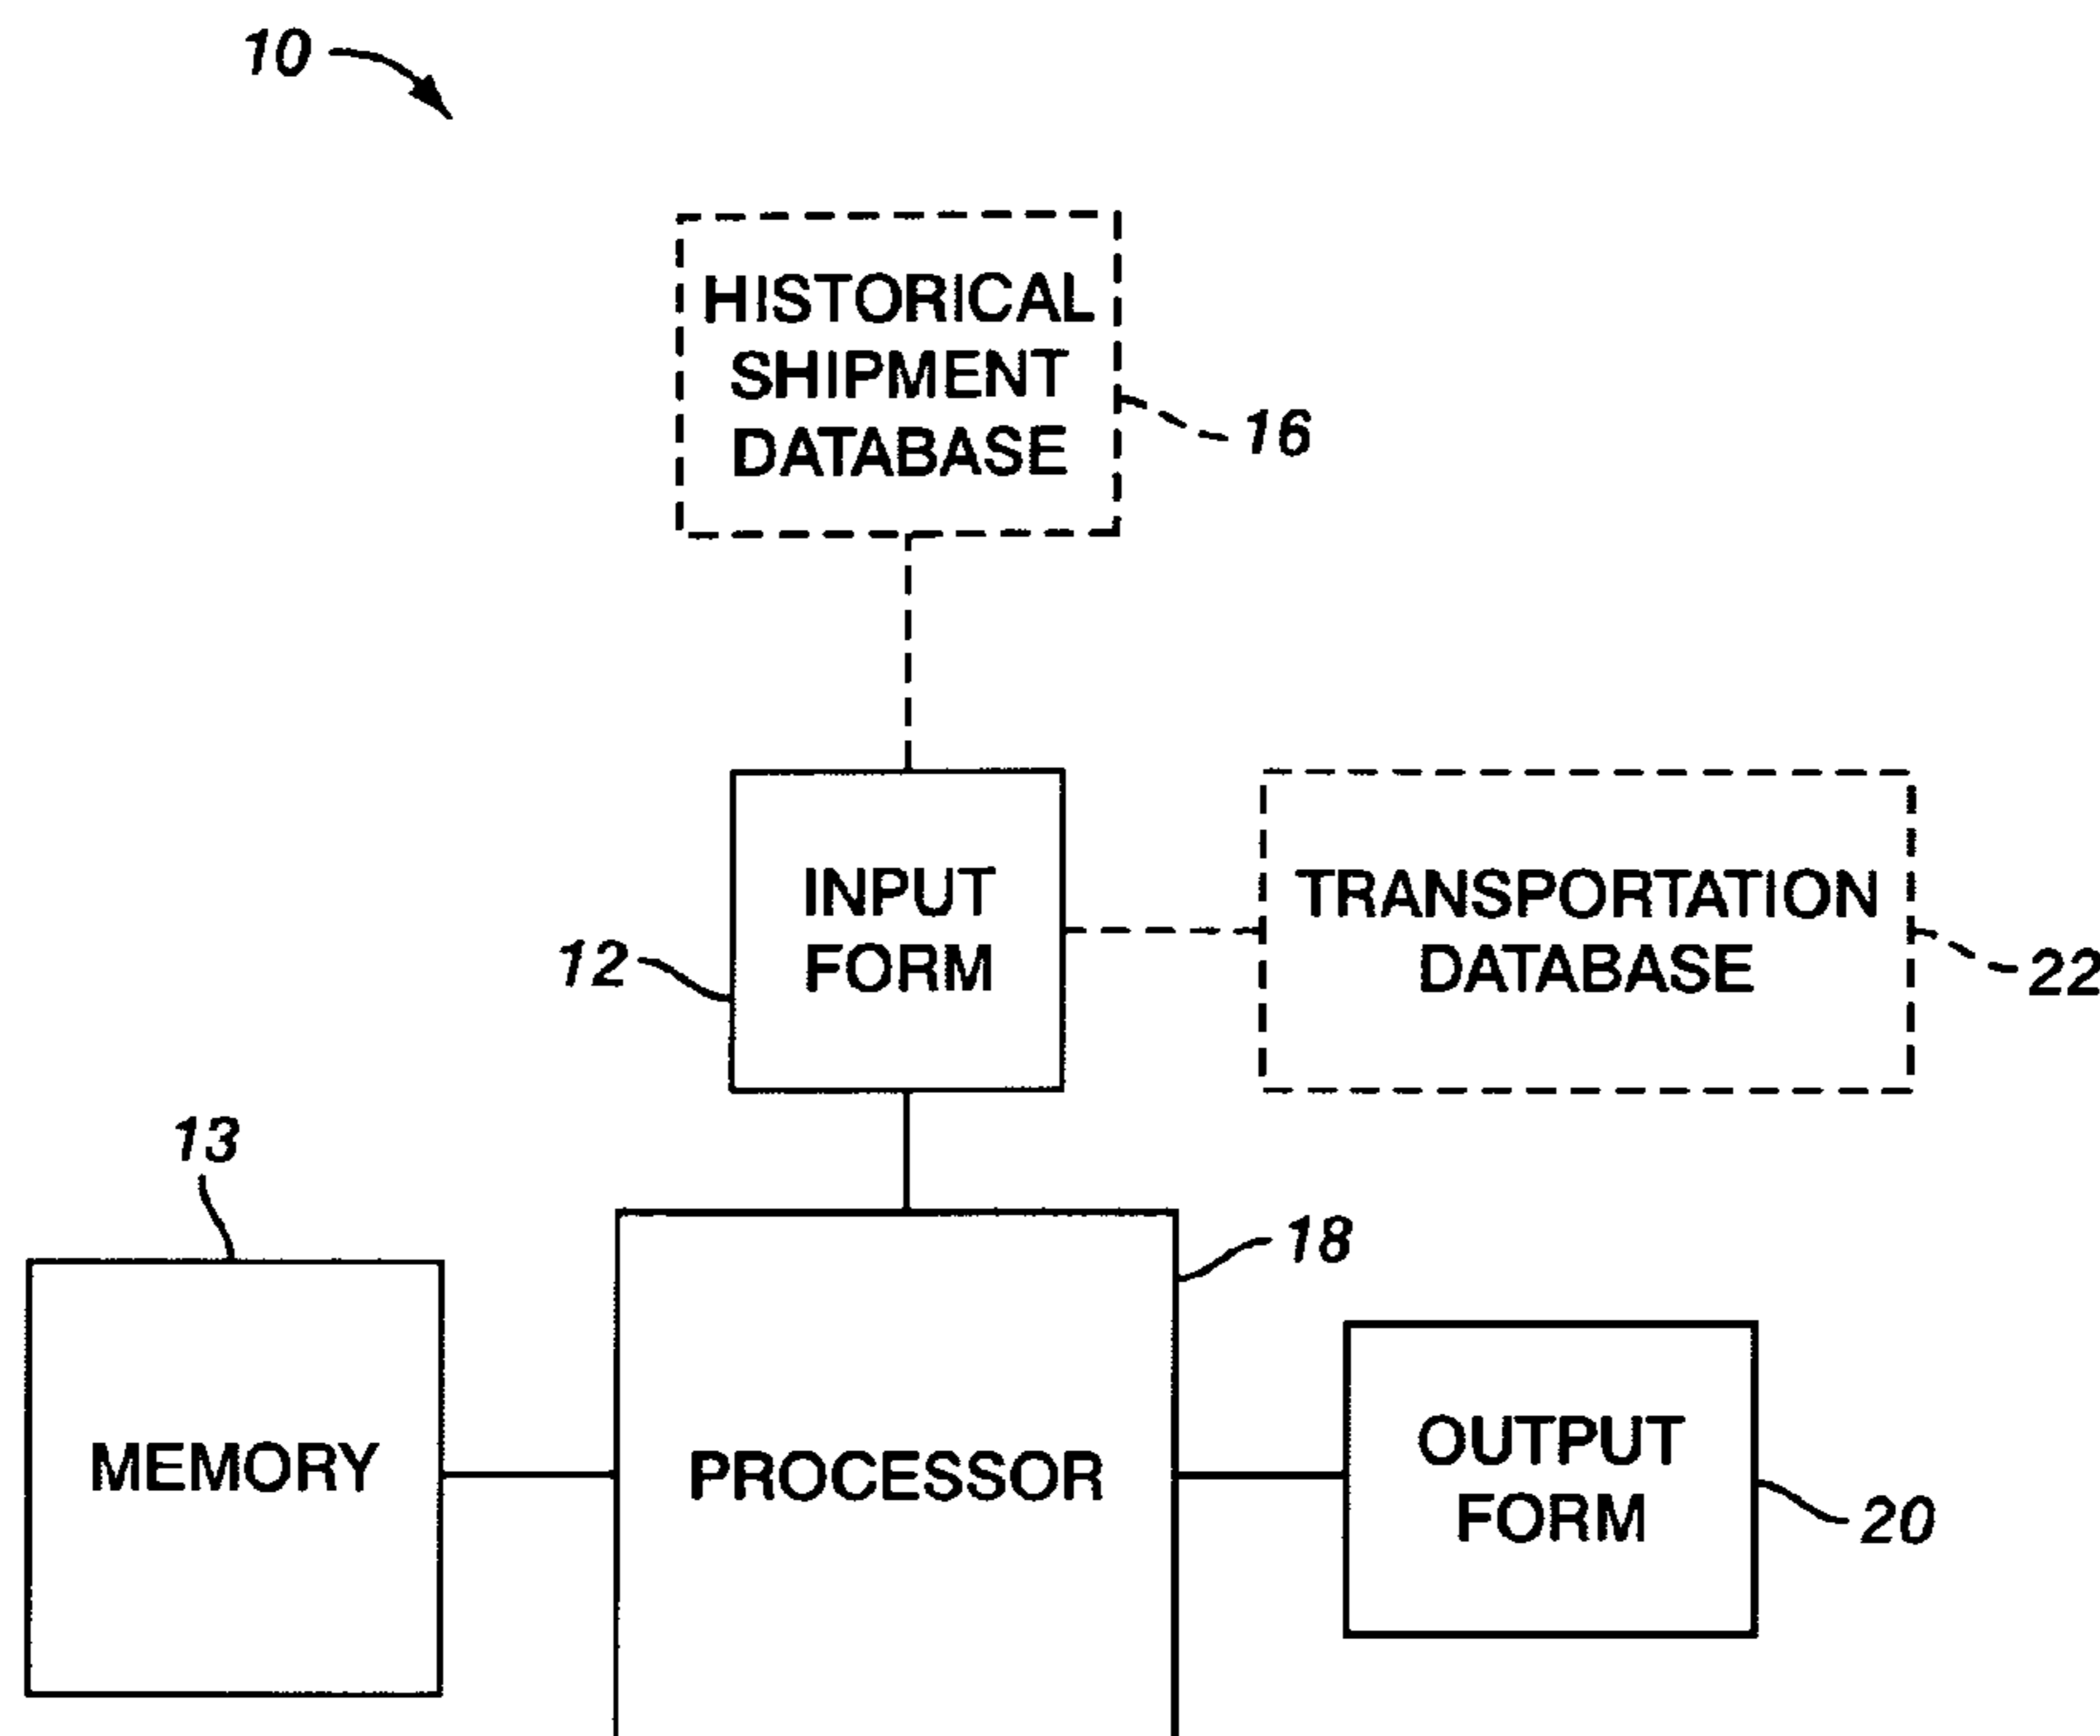 10
HISTORICAL
SHIPMENT
DATABASE
16
INPUT
FORM
12
TRANSPORTATION
DATABASE
22
13
MEMORY
PROCESSOR
18
OUTPUT
FORM
20